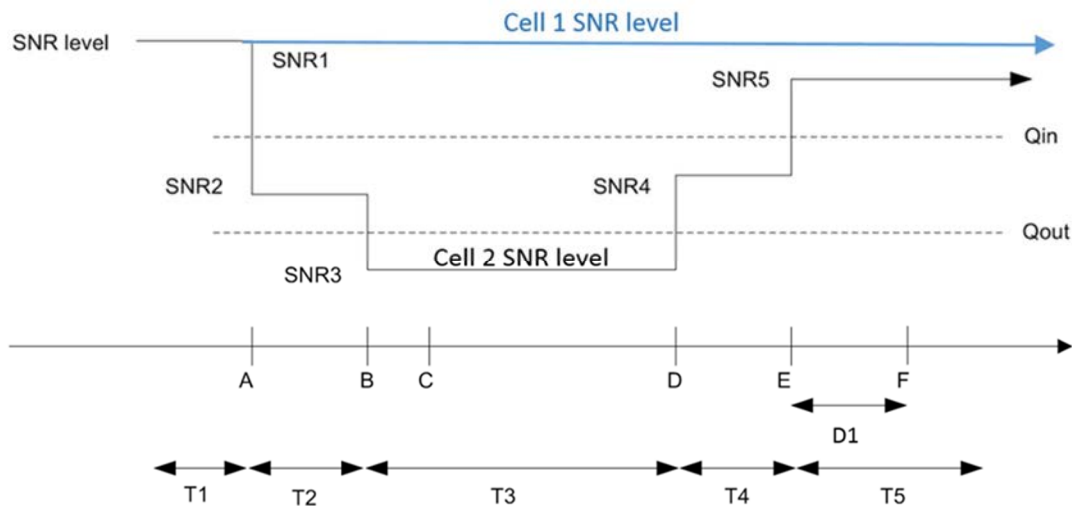 Cell 1 SNR level
SNR level
SNR1
SNR5
Qin
SNR2
SNR4
Qout
SNR3
Cell 2 SNR level
A B C D E F
D1
T1 T2 T3 T4 T5